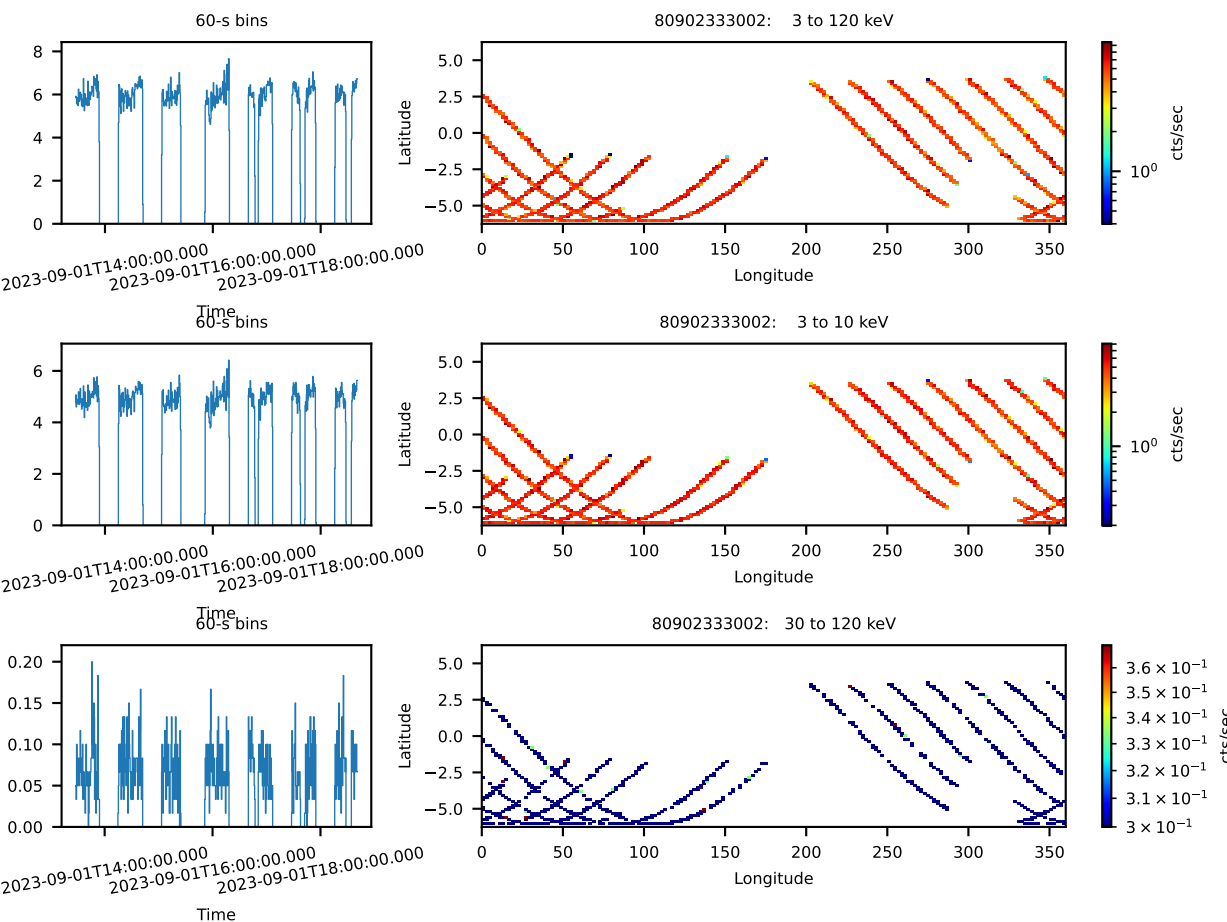 60-s bins
80902333002: 3 to 120 keV
8
6
4
2
0
2023-09-01T14:00:00.000
2023-09-01T16:00:00.000
2023-09-01T18:00:00.000
Time
Latitude
5.0
2.5
0.0
−2.5
−5.0
0 50 100 150 200 250 300 350
Longitude
10⁰
cts/sec
60-s bins
80902333002: 3 to 10 keV
6
4
2
0
2023-09-01T14:00:00.000
2023-09-01T16:00:00.000
2023-09-01T18:00:00.000
Time
Latitude
5.0
2.5
0.0
−2.5
−5.0
0 50 100 150 200 250 300 350
Longitude
10⁰
cts/sec
60-s bins
80902333002: 30 to 120 keV
0.20
0.15
0.10
0.05
0.00
2023-09-01T14:00:00.000
2023-09-01T16:00:00.000
2023-09-01T18:00:00.000
Time
Latitude
5.0
2.5
0.0
−2.5
−5.0
0 50 100 150 200 250 300 350
Longitude
3.6 × 10⁻¹
3.5 × 10⁻¹
3.4 × 10⁻¹
3.3 × 10⁻¹
3.2 × 10⁻¹
3.1 × 10⁻¹
3 × 10⁻¹
cts/sec